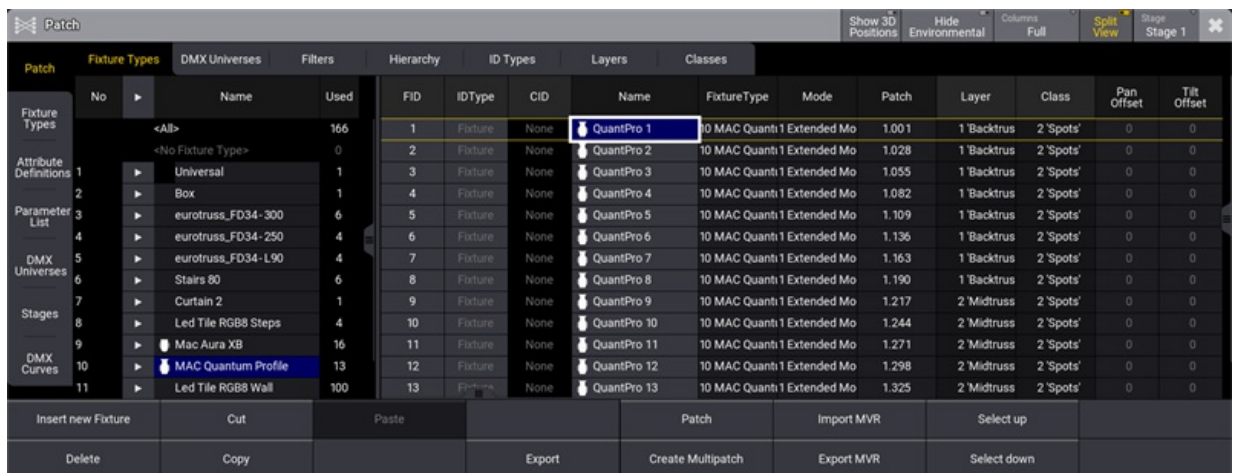 Patch
Show 3D Positions Hide Environmental Columns Full Split View Stage Stage 1
Patch Fixture Types DMX Universes Filters Hierarchy ID Types Layers Classes
Fixture Types
Attribute Definitions
Parameter List
DMX Universes
Stages
DMX Curves
No Name Used
<All> 166
<No Fixture Type> 0
1 Universal 1
2 Box 1
3 eurotruss_FD34-300 6
4 eurotruss_FD34-250 4
5 eurotruss_FD34-L90 4
6 Stairs 80 6
7 Curtain 2 1
8 Led Tile RGB8 Steps 4
9 Mac Aura XB 16
10 MAC Quantum Profile 13
11 Led Tile RGB8 Wall 100
FID IDType CID Name FixtureType Mode Patch Layer Class Pan Offset Tilt Offset
1 Fixture None QuantPro 1 10 MAC Quant 1 Extended Mo 1.001 1 'Backtrus 2 'Spots' 0 0
2 Fixture None QuantPro 2 10 MAC Quant 1 Extended Mo 1.028 1 'Backtrus 2 'Spots' 0 0
3 Fixture None QuantPro 3 10 MAC Quant 1 Extended Mo 1.055 1 'Backtrus 2 'Spots' 0 0
4 Fixture None QuantPro 4 10 MAC Quant 1 Extended Mo 1.082 1 'Backtrus 2 'Spots' 0 0
5 Fixture None QuantPro 5 10 MAC Quant 1 Extended Mo 1.109 1 'Backtrus 2 'Spots' 0 0
6 Fixture None QuantPro 6 10 MAC Quant 1 Extended Mo 1.136 1 'Backtrus 2 'Spots' 0 0
7 Fixture None QuantPro 7 10 MAC Quant 1 Extended Mo 1.163 1 'Backtrus 2 'Spots' 0 0
8 Fixture None QuantPro 8 10 MAC Quant 1 Extended Mo 1.190 1 'Backtrus 2 'Spots' 0 0
9 Fixture None QuantPro 9 10 MAC Quant 1 Extended Mo 1.217 2 'Midtruss 2 'Spots' 0 0
10 Fixture None QuantPro 10 10 MAC Quant 1 Extended Mo 1.244 2 'Midtruss 2 'Spots' 0 0
11 Fixture None QuantPro 11 10 MAC Quant 1 Extended Mo 1.271 2 'Midtruss 2 'Spots' 0 0
12 Fixture None QuantPro 12 10 MAC Quant 1 Extended Mo 1.298 2 'Midtruss 2 'Spots' 0 0
13 Fixture None QuantPro 13 10 MAC Quant 1 Extended Mo 1.325 2 'Midtruss 2 'Spots' 0 0
Insert new Fixture Cut Paste Patch Import MVR Select up
Delete Copy Export Create Multipatch Export MVR Select down